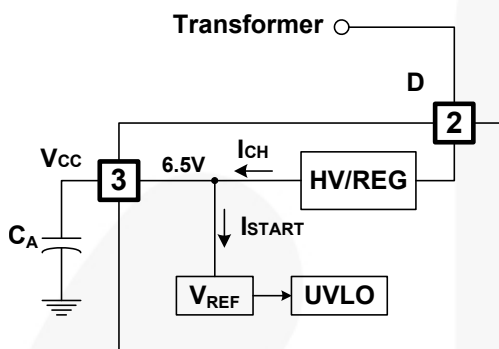 Transformer
D
2
VCC
3
6.5V
ICH
HV/REG
CA
ISTART
VREF
UVLO